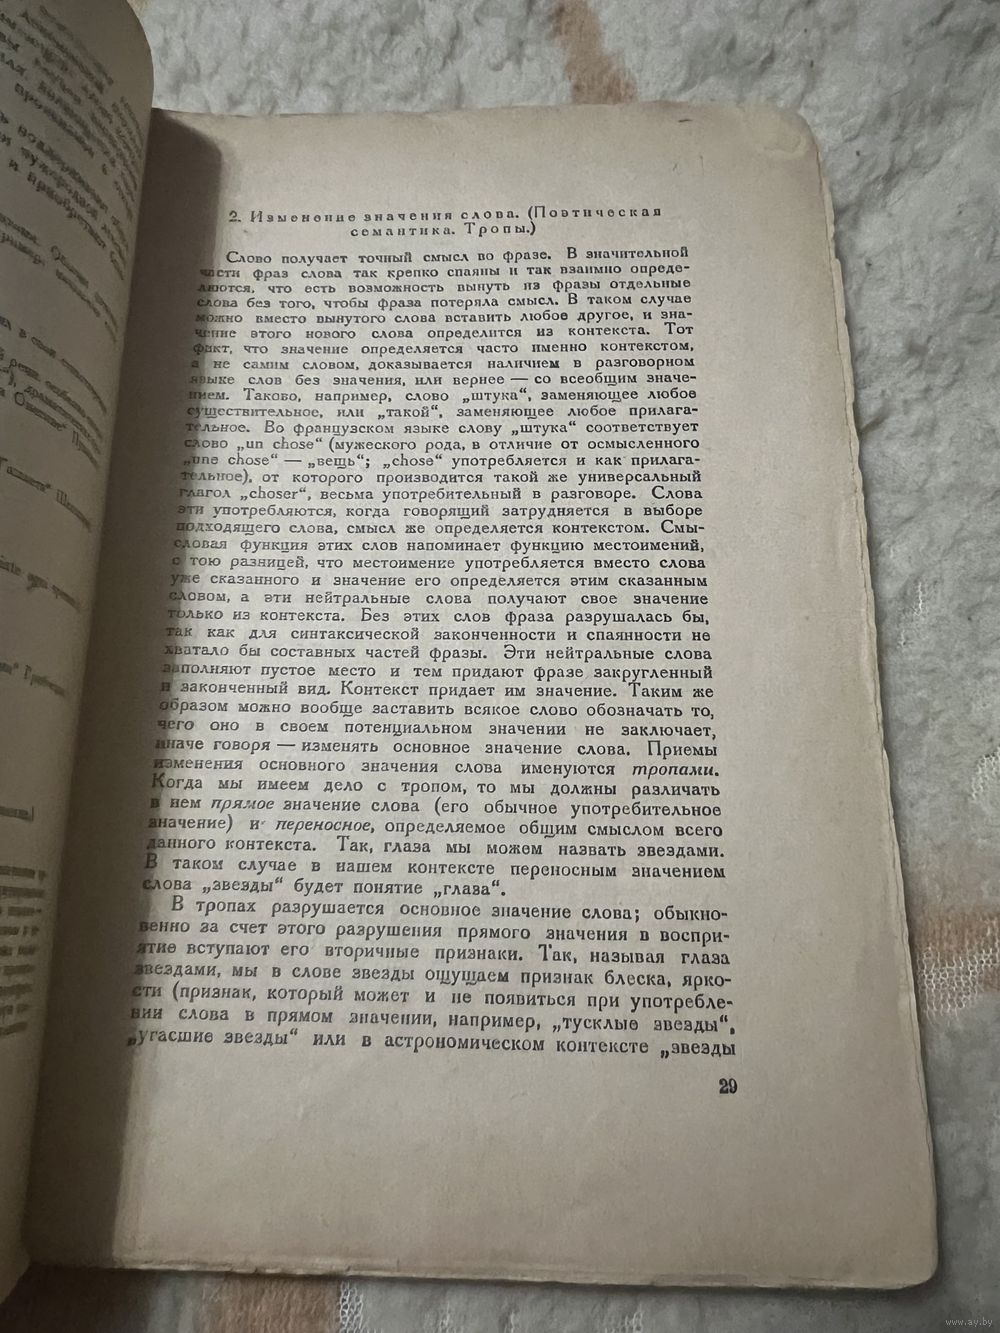 2. Изменение значения слова. (Поэтическая
семантика. Тропы.)
Слово получает точный смысл во фразе. В значительной
части фраз слова так крепко спаяны и так взаимно опреде-
ляются, что есть возможность вынуть из фразы отдельные
слова без того, чтобы фраза потеряла смысл. В таком случае
можно вместо вынутого слова вставить любое другое, и зна-
чение этого нового слова определится из контекста. Тот
факт, что значение определяется часто именно контекстом,
а не самим словом, доказывается наличием в разговорном
языке слов без значения, или вернее — со всеобщим значе-
нием. Таково, например, слово „штука“, заменяющее любое
существительное, или „такой“, заменяющее любое прилага-
тельное. Во французском языке слову „штука“ соответствует
слово „un chose“ (мужеского рода, в отличие от осмысленного
„une chose“ — „вещь“; „chose“ употребляется и как прилага-
тельное), от которого производится такой же универсальный
глагол „choser“, весьма употребительный в разговоре. Слова
эти употребляются, когда говорящий затрудняется в выборе
подходящего слова, смысл же определяется контекстом. Смы-
словая функция этих слов напоминает функцию местоимений,
с тою разницей, что местоимение употребляется вместо слова
уже сказанного и значение его определяется этим сказанным
словом, а эти нейтральные слова получают свое значение
только из контекста. Без этих слов фраза разрушалась бы,
так как для синтаксической законченности и спаянности не
хватало бы составных частей фразы. Эти нейтральные слова
заполняют пустое место и тем придают фразе закругленный
и законченный вид. Контекст придает им значение. Таким же
образом можно вообще заставить всякое слово обозначать то,
чего оно в своем потенциальном значении не заключает,
иначе говоря — изменять основное значение слова. Приемы
изменения основного значения слова именуются тропами.
Когда мы имеем дело с тропом, то мы должны различать
в нем прямое значение слова (его обычное употребительное
значение) и переносное, определяемое общим смыслом всего
данного контекста. Так, глаза мы можем назвать звездами.
В таком случае в нашем контексте переносным значением
слова „звезды“ будет понятие „глаза“.
В тропах разрушается основное значение слова; обыкно-
венно за счет этого разрушения прямого значения в воспри-
ятие вступают его вторичные признаки. Так, называя глаза
звездами, мы в слове звезды ощущаем признак блеска, ярко-
сти (признак, который может и не появиться при употребле-
нии слова в прямом значении, например, „тусклые звезды“,
„угасшие звезды“ или в астрономическом контексте „звезды
29
www.ay.by